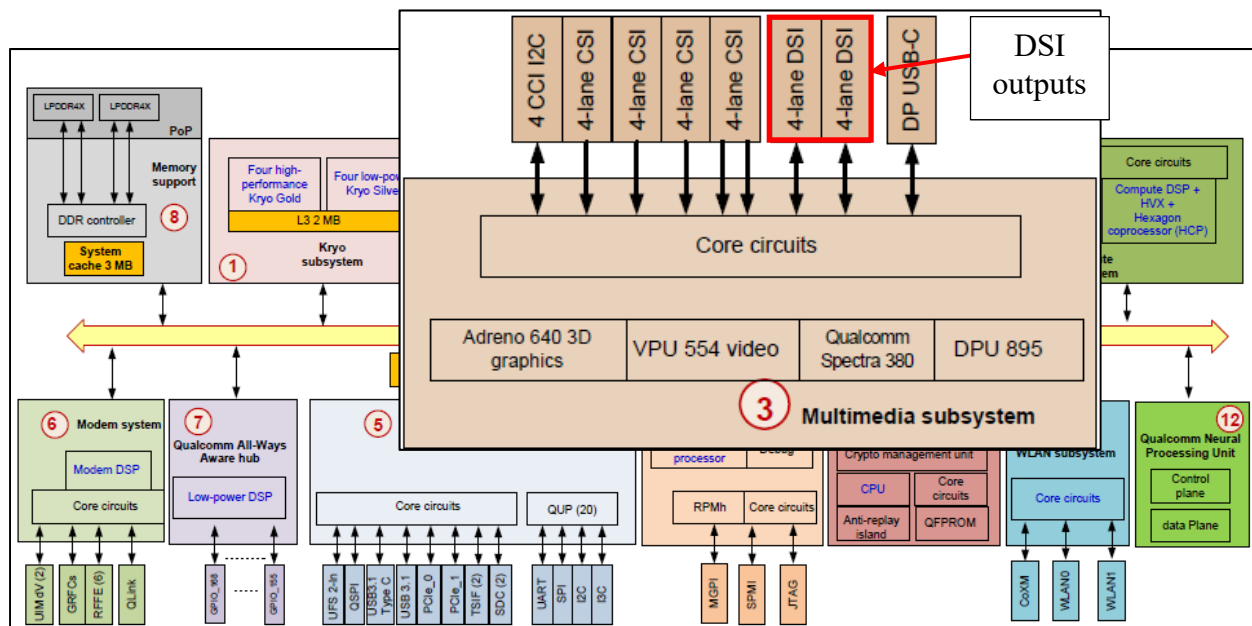 4 CCI I2C
4-lane CSI
4-lane CSI
4-lane CSI
4-lane CSI
4-lane DSI
4-lane DSI
DP USB-C
DSI
outputs
Core circuits
Adreno 640 3D
graphics
VPU 554 video
Qualcomm
Spectra 380
DPU 895
3
Multimedia subsystem
LPDDR4X
LPDDR4X
PoP
Memory
support
DDR controller
8
System
cache 3 MB
Four high-
performance
Kryo Gold
Four low-pow
Kryo Silve
L3 2 MB
Kryo
subsystem
1
Core circuits
Compute DSP +
HVX +
Hexagon
coprocessor (HCP)
te
tem
6
Modem system
Modem DSP
Core circuits
UIM dV (2)
GRFCs
RFFE (6)
QLink
7
Qualcomm All-Ways
Aware hub
Low-power DSP
GPIO_168
GPIO_155
5
Core circuits
QUP (20)
UFS 2-ln
QSPI
USB3.1
Type C
USB 3.1
PCIe_0
PCIe_1
TSIF (2)
SDC (2)
UART
SPI
I2C
I3C
processor
Debug
RPMh
Core circuits
MGPI
SPMI
JTAG
Crypto management unit
CPU
Core
circuits
Anti-replay
island
QFPROM
WLAN subsystem
Core circuits
CoXM
WLAN0
WLAN1
12
Qualcomm Neural
Processing Unit
Control
plane
data Plane